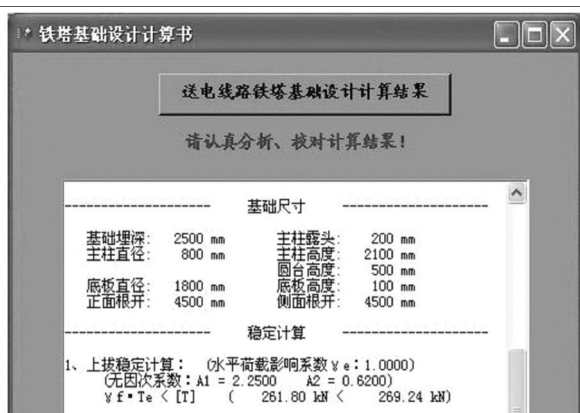 铁塔基础设计计算书
送电线路铁塔基础设计计算结果
请认真分析、校对计算结果!
-------------------- 基础尺寸 --------------------
基础埋深: 2500 mm 主柱露头: 200 mm
主柱直径: 800 mm 主柱高度: 2100 mm
圆台高度: 500 mm
底板直径: 1800 mm 底板高度: 100 mm
正面根开: 4500 mm 侧面根开: 4500 mm
-------------------- 稳定计算 --------------------
1、上拔稳定计算: (水平荷载影响系数γe:1.0000)
(无因次系数:A1 = 2.2500 A2 = 0.6200)
γf*Te < [T] ( 261.80 kN < 269.24 kN)